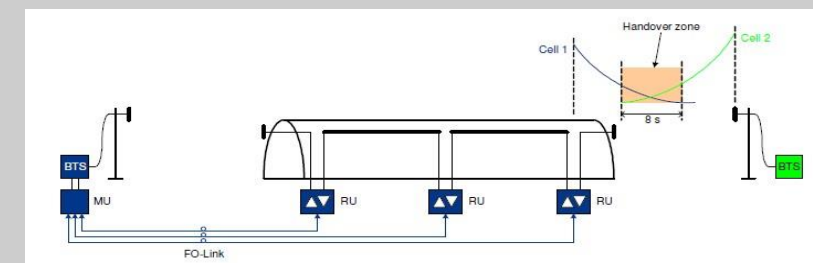 Handover zone
Cell 1
Cell 2
8 s
BTS
BTS
MU
RU
RU
RU
FO-Link